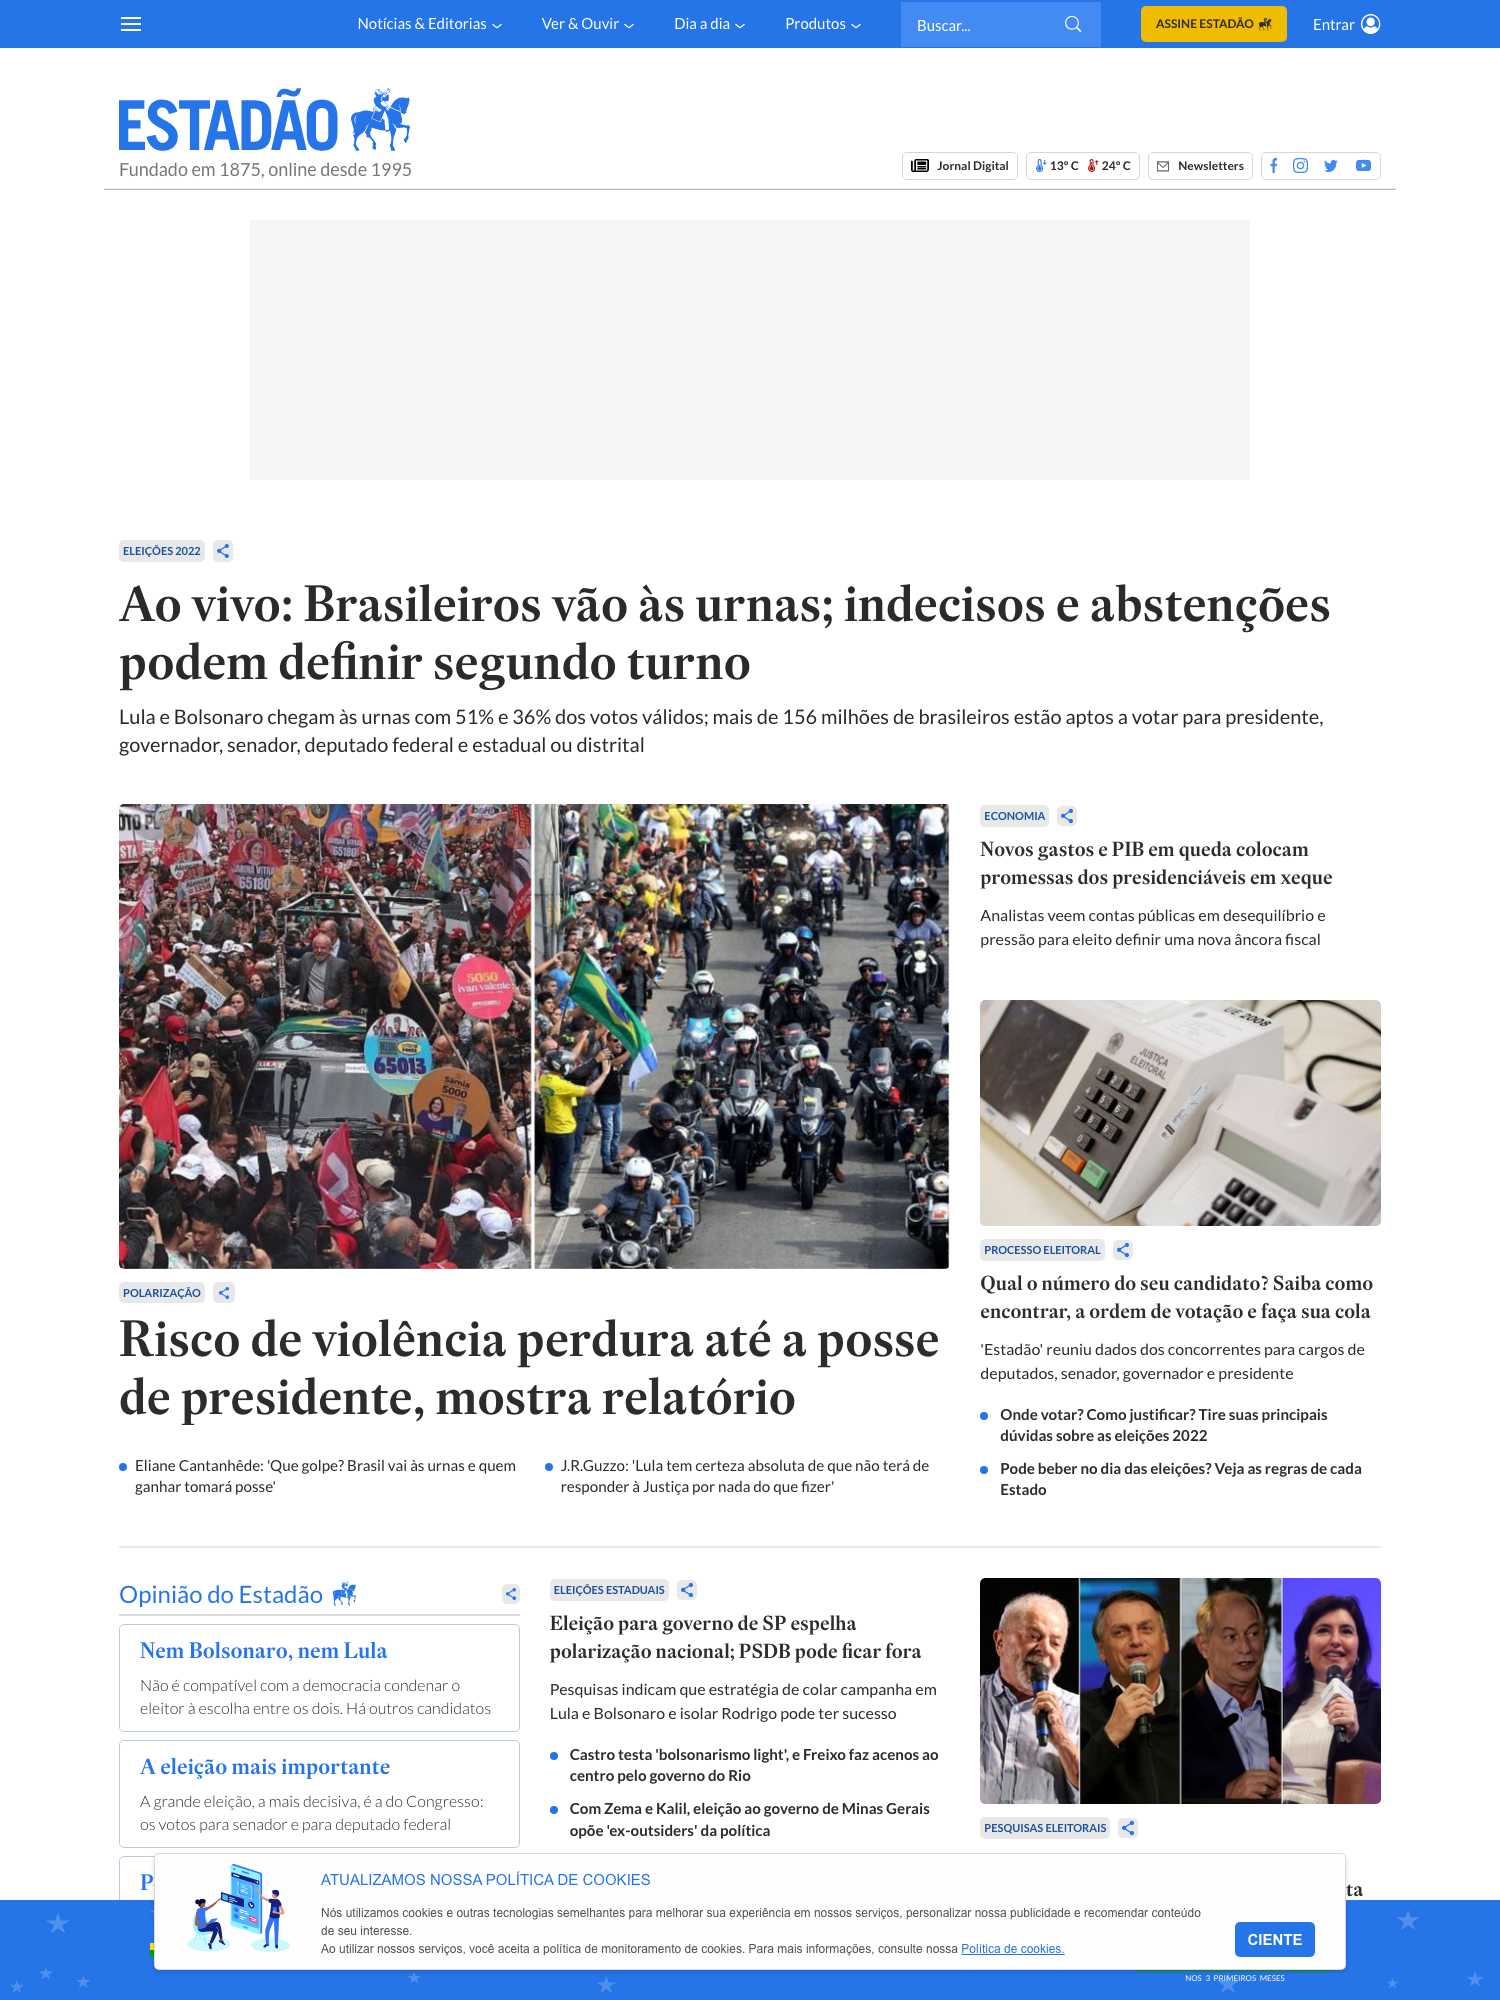 Notícias & Editorias
Ver & Ouvir
Dia a dia
Produtos
Buscar...
ASSINE ESTADÃO
Entrar
ESTADÃO
Fundado em 1875, online desde 1995
Jornal Digital
13º C
24º C
Newsletters
ELEIÇÕES 2022
Ao vivo: Brasileiros vão às urnas; indecisos e abstenções
podem definir segundo turno
Lula e Bolsonaro chegam às urnas com 51% e 36% dos votos válidos; mais de 156 milhões de brasileiros estão aptos a votar para presidente,
governador, senador, deputado federal e estadual ou distrital
65180
5050
ivan valente
65013
Sâmia
5000
POLARIZAÇÃO
Risco de violência perdura até a posse
de presidente, mostra relatório
Eliane Cantanhêde: 'Que golpe? Brasil vai às urnas e quem
ganhar tomará posse'
J.R.Guzzo: 'Lula tem certeza absoluta de que não terá de
responder à Justiça por nada do que fizer'
ECONOMIA
Novos gastos e PIB em queda colocam
promessas dos presidenciáveis em xeque
Analistas veem contas públicas em desequilíbrio e
pressão para eleito definir uma nova âncora fiscal
UE 2008
JUSTIÇA
ELEITORAL
PROCESSO ELEITORAL
Qual o número do seu candidato? Saiba como
encontrar, a ordem de votação e faça sua cola
'Estadão' reuniu dados dos concorrentes para cargos de
deputados, senador, governador e presidente
Onde votar? Como justificar? Tire suas principais
dúvidas sobre as eleições 2022
Pode beber no dia das eleições? Veja as regras de cada
Estado
Opinião do Estadão
Nem Bolsonaro, nem Lula
Não é compatível com a democracia condenar o
eleitor à escolha entre os dois. Há outros candidatos
A eleição mais importante
A grande eleição, a mais decisiva, é a do Congresso:
os votos para senador e para deputado federal
P
ELEIÇÕES ESTADUAIS
Eleição para governo de SP espelha
polarização nacional; PSDB pode ficar fora
Pesquisas indicam que estratégia de colar campanha em
Lula e Bolsonaro e isolar Rodrigo pode ter sucesso
Castro testa 'bolsonarismo light', e Freixo faz acenos ao
centro pelo governo do Rio
Com Zema e Kalil, eleição ao governo de Minas Gerais
opõe 'ex-outsiders' da política
PESQUISAS ELEITORAIS
ta
ATUALIZAMOS NOSSA POLÍTICA DE COOKIES
Nós utilizamos cookies e outras tecnologias semelhantes para melhorar sua experiência em nossos serviços, personalizar nossa publicidade e recomendar conteúdo
de seu interesse.
Ao utilizar nossos serviços, você aceita a política de monitoramento de cookies. Para mais informações, consulte nossa Política de cookies.
CIENTE
NOS 3 PRIMEIROS MESES